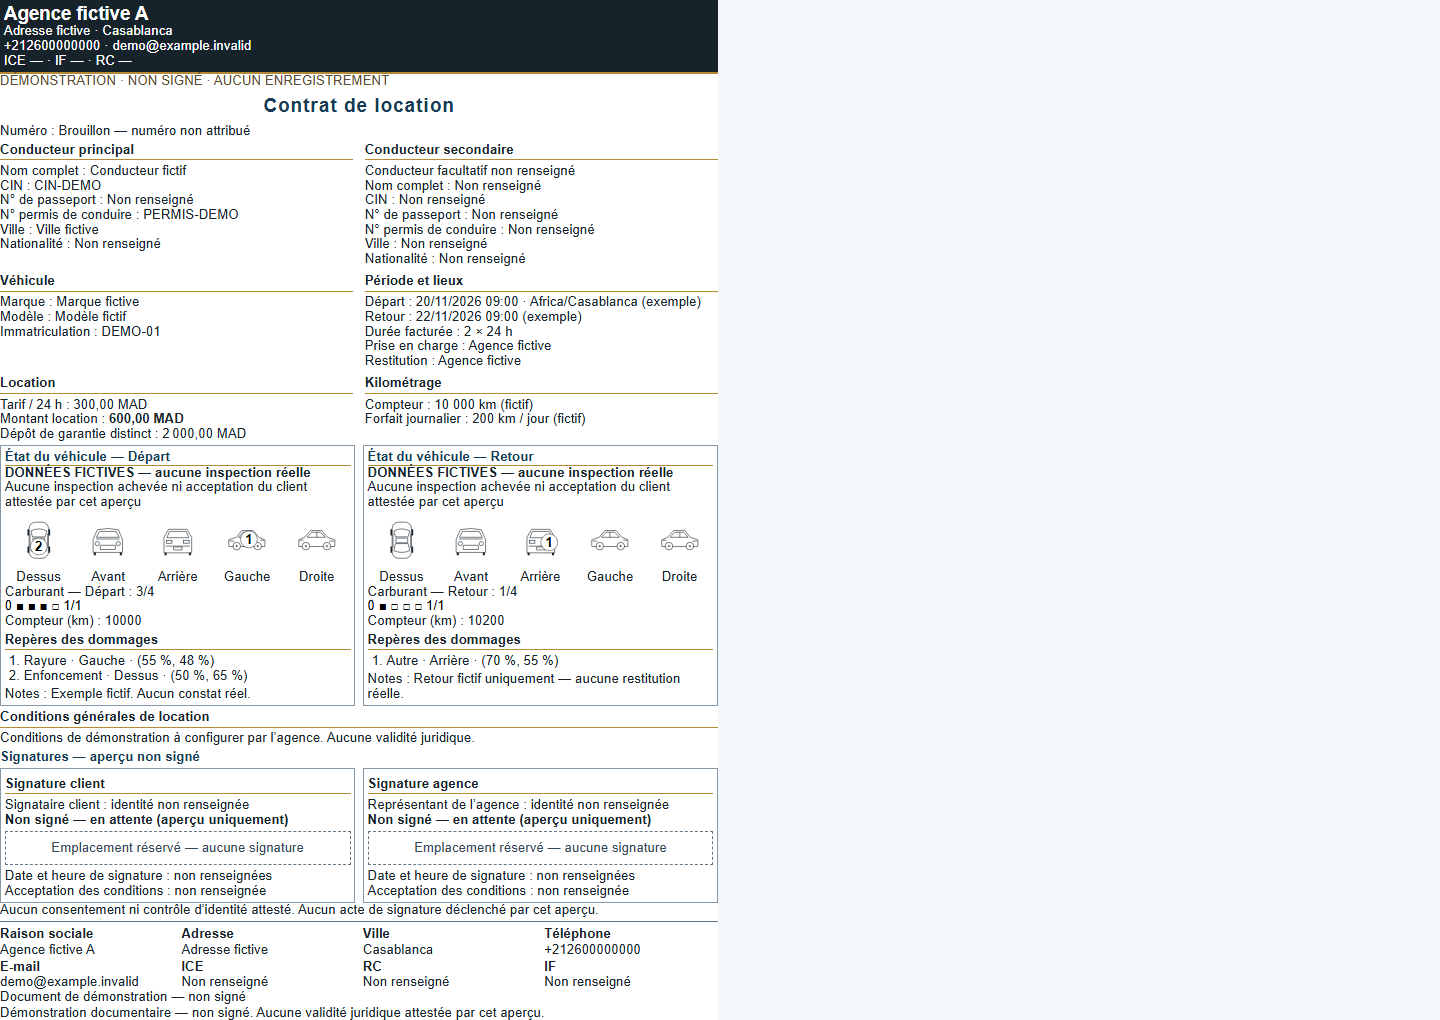 Agence fictive A
Adresse fictive · Casablanca
+212600000000 · demo@example.invalid
ICE — · IF — · RC —
DÉMONSTRATION · NON SIGNÉ · AUCUN ENREGISTREMENT
Contrat de location
Numéro : Brouillon — numéro non attribué
Conducteur principal
Nom complet : Conducteur fictif
CIN : CIN-DEMO
N° de passeport : Non renseigné
N° permis de conduire : PERMIS-DEMO
Ville : Ville fictive
Nationalité : Non renseigné
Conducteur secondaire
Conducteur facultatif non renseigné
Nom complet : Non renseigné
CIN : Non renseigné
N° de passeport : Non renseigné
N° permis de conduire : Non renseigné
Ville : Non renseigné
Nationalité : Non renseigné
Véhicule
Marque : Marque fictive
Modèle : Modèle fictif
Immatriculation : DEMO-01
Période et lieux
Départ : 20/11/2026 09:00 · Africa/Casablanca (exemple)
Retour : 22/11/2026 09:00 (exemple)
Durée facturée : 2 × 24 h
Prise en charge : Agence fictive
Restitution : Agence fictive
Location
Tarif / 24 h : 300,00 MAD
Montant location : 600,00 MAD
Dépôt de garantie distinct : 2 000,00 MAD
Kilométrage
Compteur : 10 000 km (fictif)
Forfait journalier : 200 km / jour (fictif)
État du véhicule — Départ
DONNÉES FICTIVES — aucune inspection réelle
Aucune inspection achevée ni acceptation du client
attestée par cet aperçu
2 1
Dessus Avant Arrière Gauche Droite
Carburant — Départ : 3/4
0 ■ ■ ■ □ 1/1
Compteur (km) : 10000
Repères des dommages
1. Rayure · Gauche · (55 %, 48 %)
2. Enfoncement · Dessus · (50 %, 65 %)
Notes : Exemple fictif. Aucun constat réel.
État du véhicule — Retour
DONNÉES FICTIVES — aucune inspection réelle
Aucune inspection achevée ni acceptation du client
attestée par cet aperçu
1
Dessus Avant Arrière Gauche Droite
Carburant — Retour : 1/4
0 ■ □ □ □ 1/1
Compteur (km) : 10200
Repères des dommages
1. Autre · Arrière · (70 %, 55 %)
Notes : Retour fictif uniquement — aucune restitution
réelle.
Conditions générales de location
Conditions de démonstration à configurer par l'agence. Aucune validité juridique.
Signatures — aperçu non signé
Signature client
Signataire client : identité non renseignée
Non signé — en attente (aperçu uniquement)
Emplacement réservé — aucune signature
Date et heure de signature : non renseignées
Acceptation des conditions : non renseignée
Signature agence
Représentant de l'agence : identité non renseignée
Non signé — en attente (aperçu uniquement)
Emplacement réservé — aucune signature
Date et heure de signature : non renseignées
Acceptation des conditions : non renseignée
Aucun consentement ni contrôle d'identité attesté. Aucun acte de signature déclenché par cet aperçu.
Raison sociale Adresse Ville Téléphone
Agence fictive A Adresse fictive Casablanca +212600000000
E-mail ICE RC IF
demo@example.invalid Non renseigné Non renseigné Non renseigné
Document de démonstration — non signé
Démonstration documentaire — non signé. Aucune validité juridique attestée par cet aperçu.